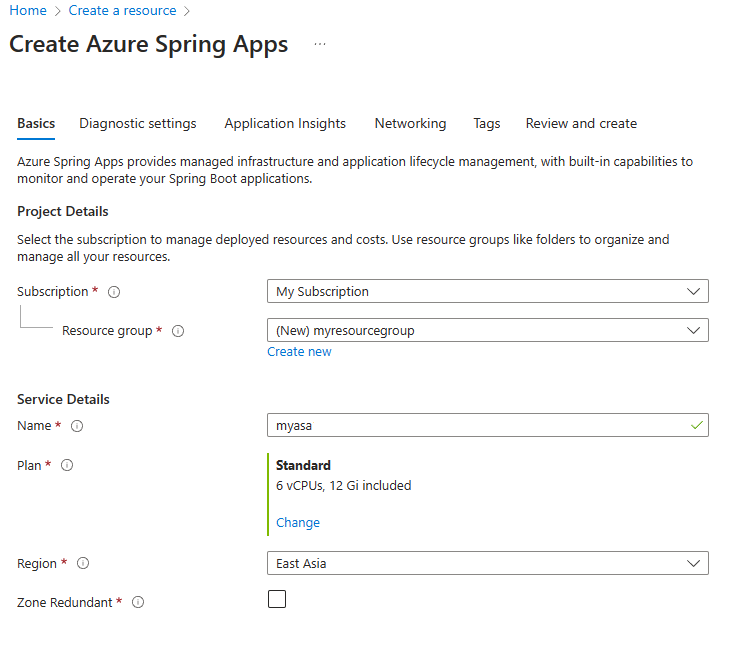 Home > Create a resource >
Create Azure Spring Apps ...
Basics Diagnostic settings Application Insights Networking Tags Review and create
Azure Spring Apps provides managed infrastructure and application lifecycle management, with built-in capabilities to
monitor and operate your Spring Boot applications.
Project Details
Select the subscription to manage deployed resources and costs. Use resource groups like folders to organize and
manage all your resources.
Subscription * My Subscription
Resource group * (New) myresourcegroup
Create new
Service Details
Name * myasa
Plan * Standard
6 vCPUs, 12 Gi included
Change
Region * East Asia
Zone Redundant *